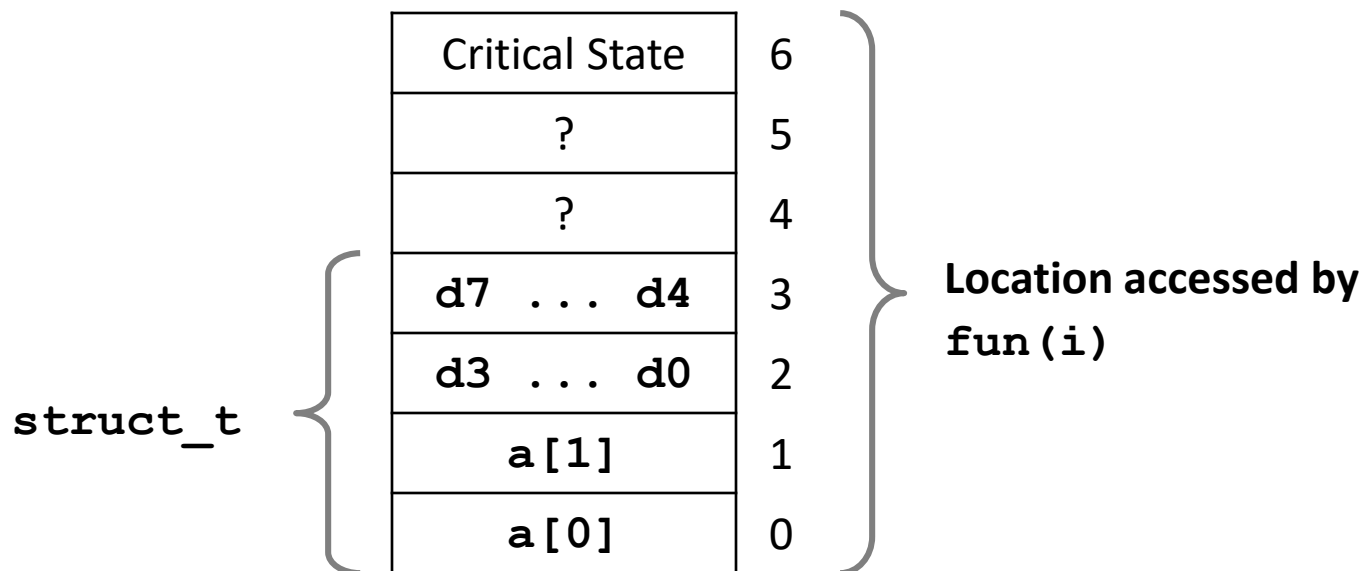 Critical State 6
? 5
? 4
d7 ... d4 3
d3 ... d0 2
a[1] 1
a[0] 0
struct_t
Location accessed by
fun(i)